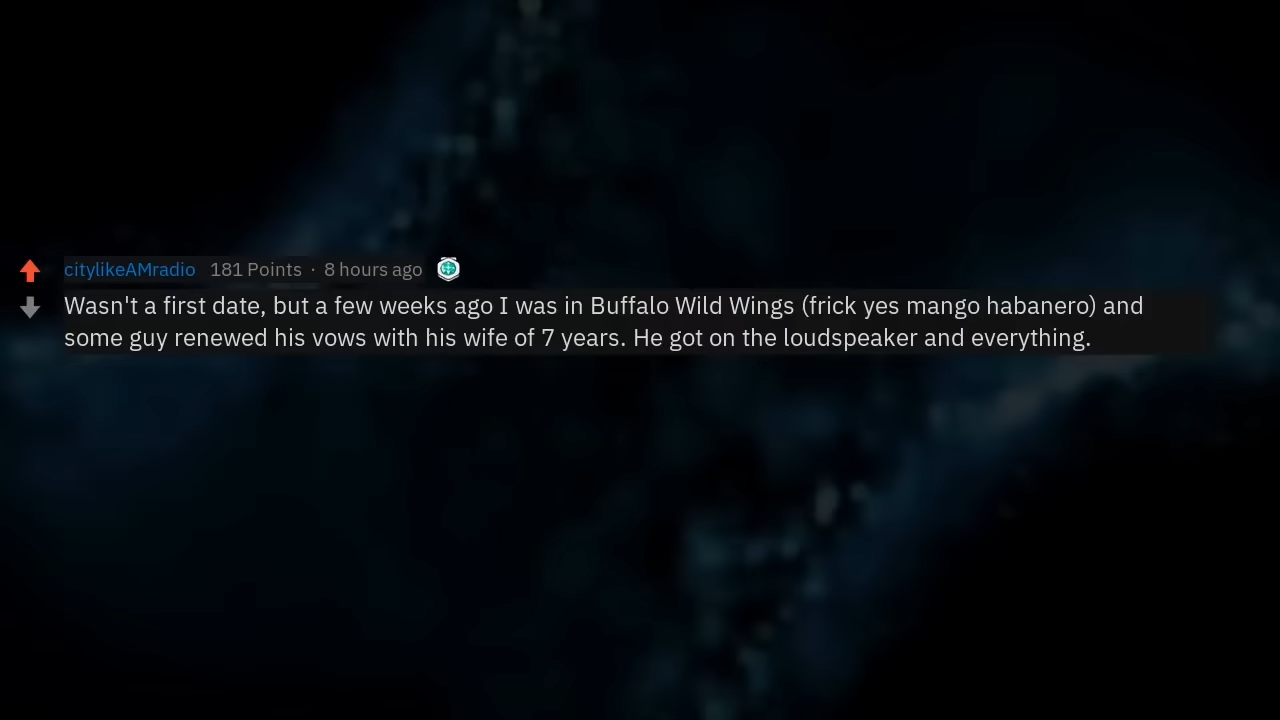 citylikeAMradio 181 Points · 8 hours ago
Wasn't a first date, but a few weeks ago I was in Buffalo Wild Wings (frick yes mango habanero) and
some guy renewed his vows with his wife of 7 years. He got on the loudspeaker and everything.